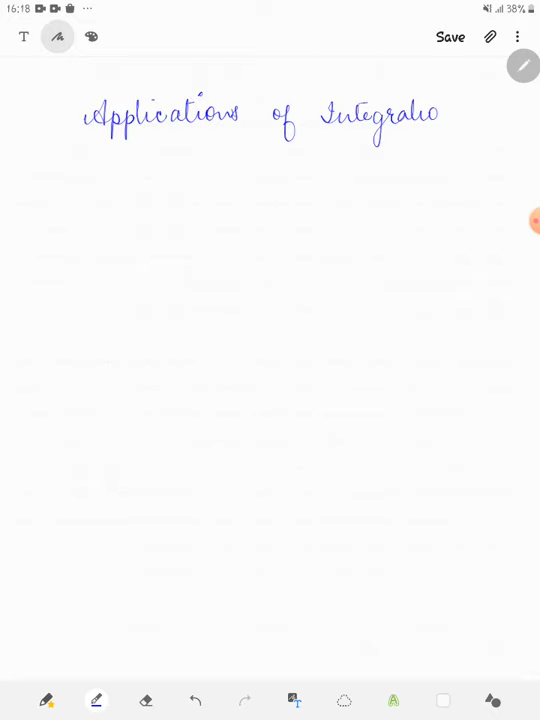 16:18 ... 38%
T Save
Applications of Integratio
T
A